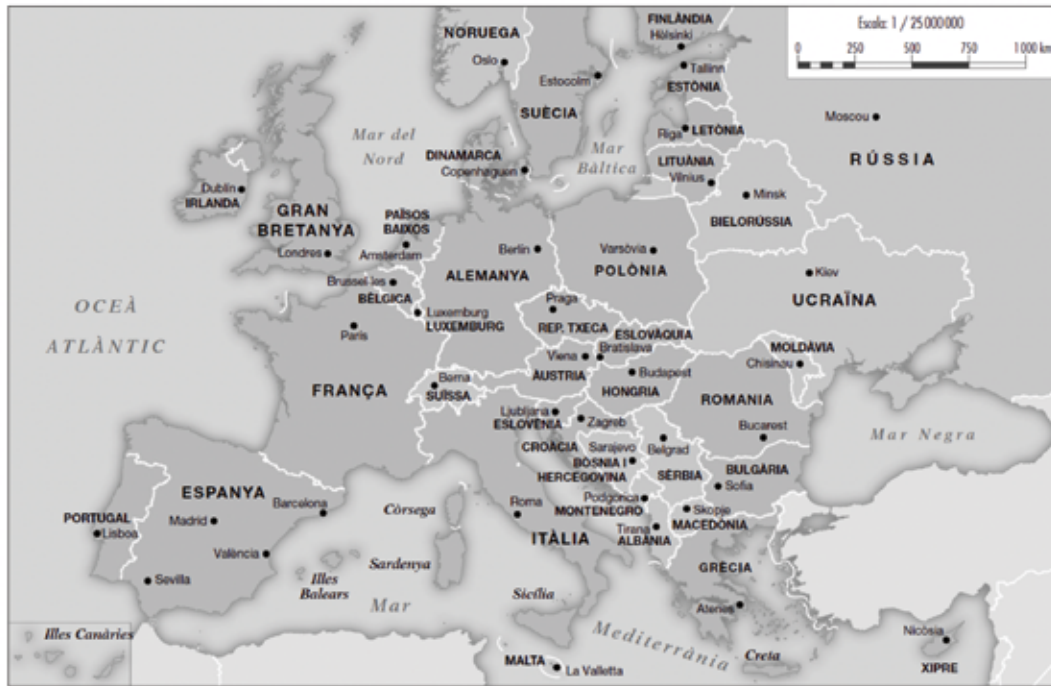 FINLÀNDIA
Hèlsinki
NORUEGA
Oslo
Estocolm
Tallinn
ESTÒNIA
SUÈCIA
Escala: 1 / 25 000 000
0 250 500 750 1000 km
Moscou
Mar del
Nord
Riga
LETÒNIA
Mar
Bàltica
RÚSSIA
DINAMARCA
Copenhaguen
LITUÀNIA
Vílnius
Dublín
IRLANDA
Minsk
BIELORÚSSIA
GRAN
BRETANYA
PAÏSOS
BAIXOS
Londres
Amsterdam
Berlín
ALEMANYA
Varsòvia
POLÒNIA
Kíev
UCRAÏNA
Brussel·les
BÈLGICA
Luxemburg
LUXEMBURG
Praga
REP. TXECA
ESLOVÀQUIA
OCEÀ
ATLÀNTIC
París
Viena
Bratislava
ÀUSTRIA
Budapest
HONGRIA
MOLDÀVIA
Chisinau
FRANÇA
Berna
SUÏSSA
ROMANIA
Bucarest
Ljubljana
ESLOVÈNIA
Zagreb
CROÀCIA
Belgrad
SÈRBIA
Mar Negra
Sarajevo
BÒSNIA I
HERCEGOVINA
BULGÀRIA
Sofia
ESPANYA
Barcelona
Madrid
Còrsega
Roma
ITÀLIA
Podgorica
MONTENEGRO
Skopje
MACEDÒNIA
PORTUGAL
Lisboa
Tirana
ALBÀNIA
València
Sardenya
GRÈCIA
Sevilla
Illes
Balears
Sicília
Atenes
Mar
Mediterrània
Illes Canàries
Nicòsia
XIPRE
MALTA
La Valletta
Creta